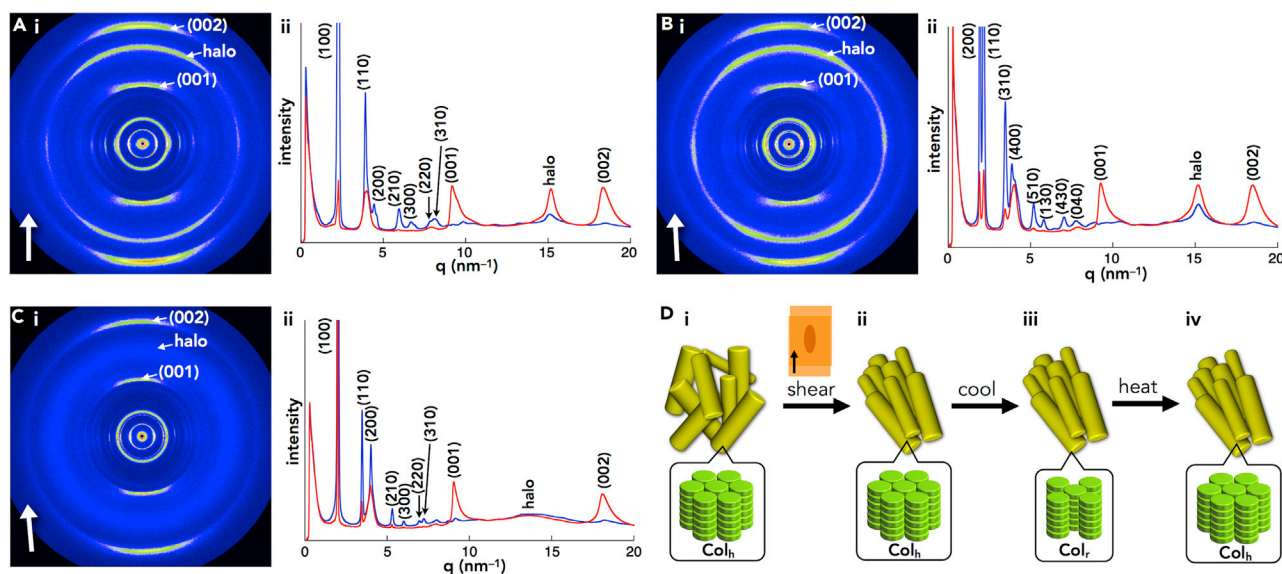 A i
(002)
halo
(001)
ii
intensity
(100)
(110)
(200)
(210)
(300)
(220)
(310)
(001)
halo
(002)
0 5 10 15 20
q (nm⁻¹)
B i
(002)
halo
(001)
ii
intensity
(200)
(110)
(310)
(400)
(510)
(130)
(430)
(040)
(001)
halo
(002)
0 5 10 15 20
q (nm⁻¹)
C i
(002)
halo
(001)
ii
intensity
(100)
(110)
(200)
(210)
(300)
(220)
(310)
(001)
halo
(002)
0 5 10 15 20
q (nm⁻¹)
D i ii iii iv
shear cool heat
Colh Colh Colr Colh